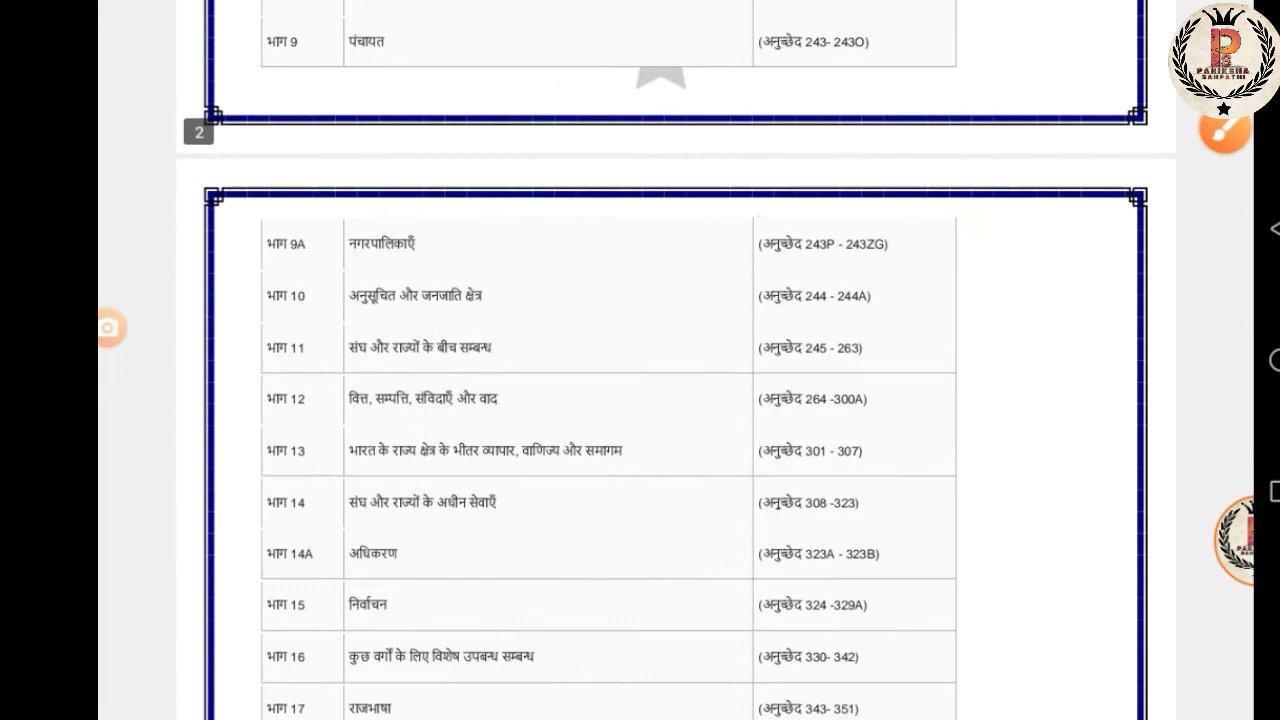 भाग 9 पंचायत (अनुच्छेद 243- 243O)
2
भाग 9A नगरपालिकाएँ (अनुच्छेद 243P - 243ZG)
भाग 10 अनुसूचित और जनजाति क्षेत्र (अनुच्छेद 244 - 244A)
भाग 11 संघ और राज्यों के बीच सम्बन्ध (अनुच्छेद 245 - 263)
भाग 12 वित्त, सम्पत्ति, संविदाएँ और वाद (अनुच्छेद 264 -300A)
भाग 13 भारत के राज्य क्षेत्र के भीतर व्यापार, वाणिज्य और समागम (अनुच्छेद 301 - 307)
भाग 14 संघ और राज्यों के अधीन सेवाएँ (अनुच्छेद 308 -323)
भाग 14A अधिकरण (अनुच्छेद 323A - 323B)
भाग 15 निर्वाचन (अनुच्छेद 324 -329A)
भाग 16 कुछ वर्गों के लिए विशेष उपबन्ध सम्बन्ध (अनुच्छेद 330- 342)
भाग 17 राजभाषा (अनुच्छेद 343- 351)
PARIKSHA
SAHPATHI